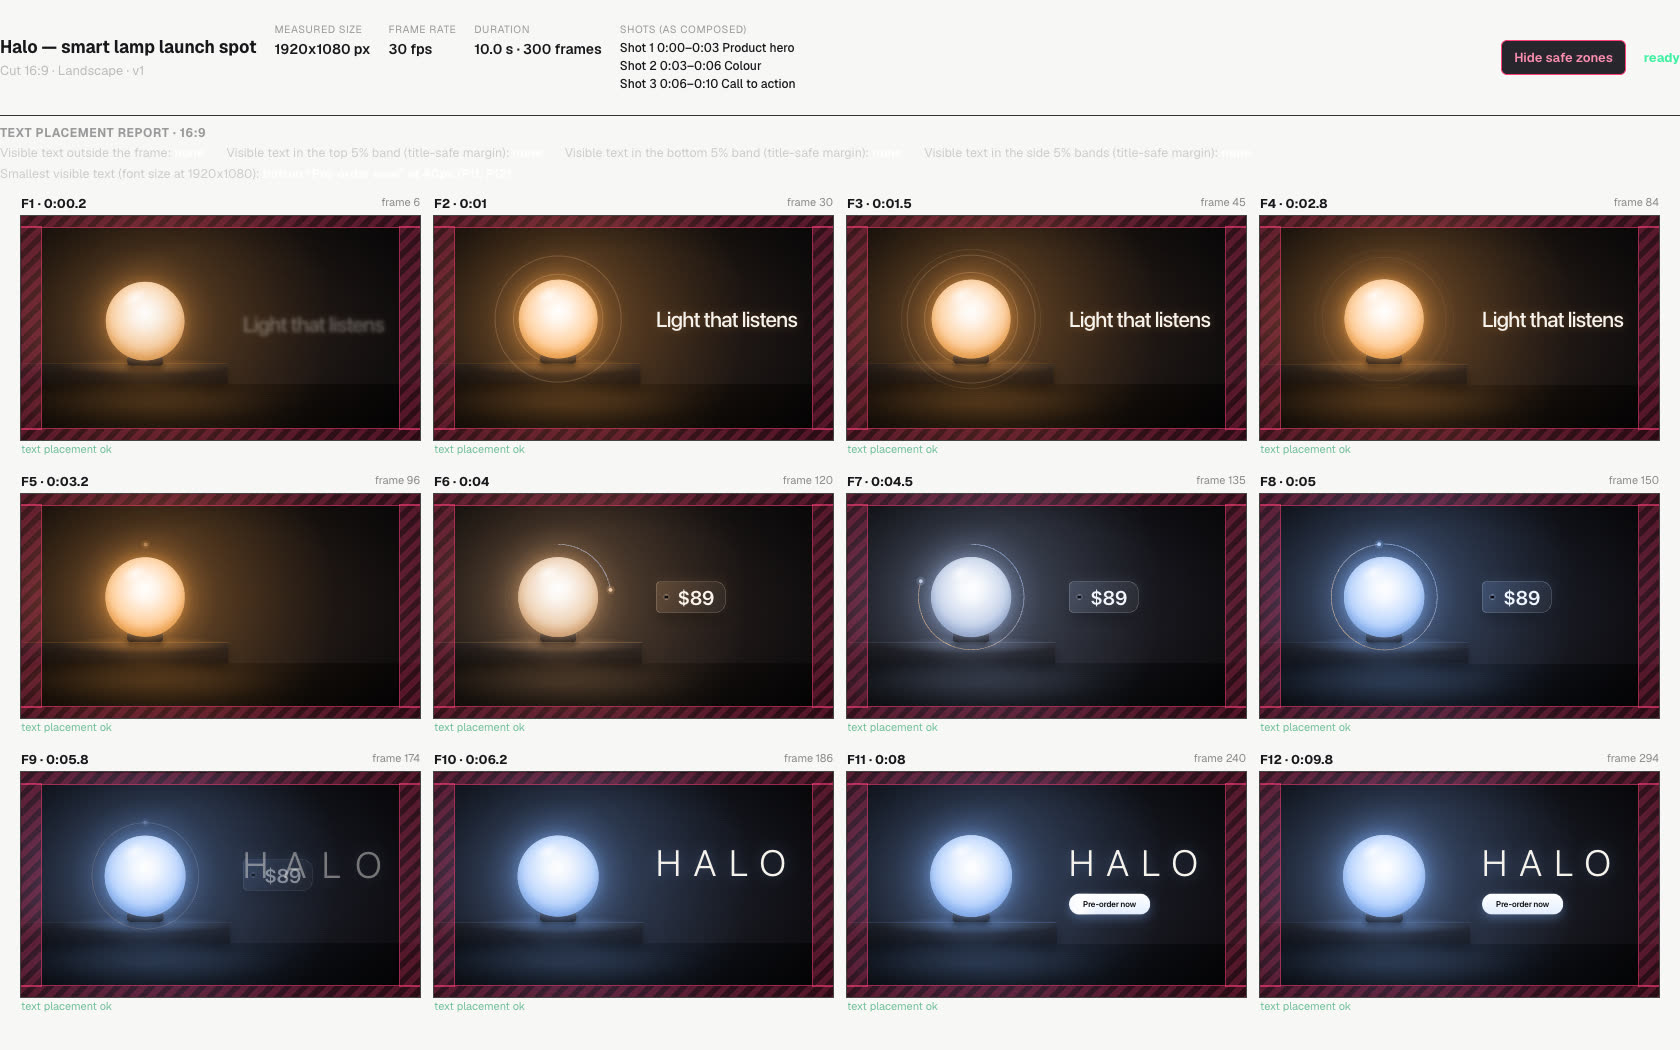 Halo — smart lamp launch spot
Cut 16:9 · Landscape · v1
MEASURED SIZE
1920x1080 px
FRAME RATE
30 fps
DURATION
10.0 s · 300 frames
SHOTS (AS COMPOSED)
Shot 1 0:00–0:03 Product hero
Shot 2 0:03–0:06 Colour
Shot 3 0:06–0:10 Call to action
Hide safe zones
ready
TEXT PLACEMENT REPORT · 16:9
Visible text outside the frame: none
Visible text in the top 5% band (title-safe margin): none
Visible text in the bottom 5% band (title-safe margin): none
Visible text in the side 5% bands (title-safe margin): none
Smallest visible text (font size at 1920x1080):
F1 · 0:00.2
frame 6
F2 · 0:01
frame 30
F3 · 0:01.5
frame 45
F4 · 0:02.8
frame 84
Light that listens
Light that listens
Light that listens
Light that listens
text placement ok
text placement ok
text placement ok
text placement ok
F5 · 0:03.2
frame 96
F6 · 0:04
frame 120
F7 · 0:04.5
frame 135
F8 · 0:05
frame 150
$89
$89
$89
text placement ok
text placement ok
text placement ok
text placement ok
F9 · 0:05.8
frame 174
F10 · 0:06.2
frame 186
F11 · 0:08
frame 240
F12 · 0:09.8
frame 294
HALO
$89
HALO
HALO
Pre-order now
HALO
Pre-order now
text placement ok
text placement ok
text placement ok
text placement ok